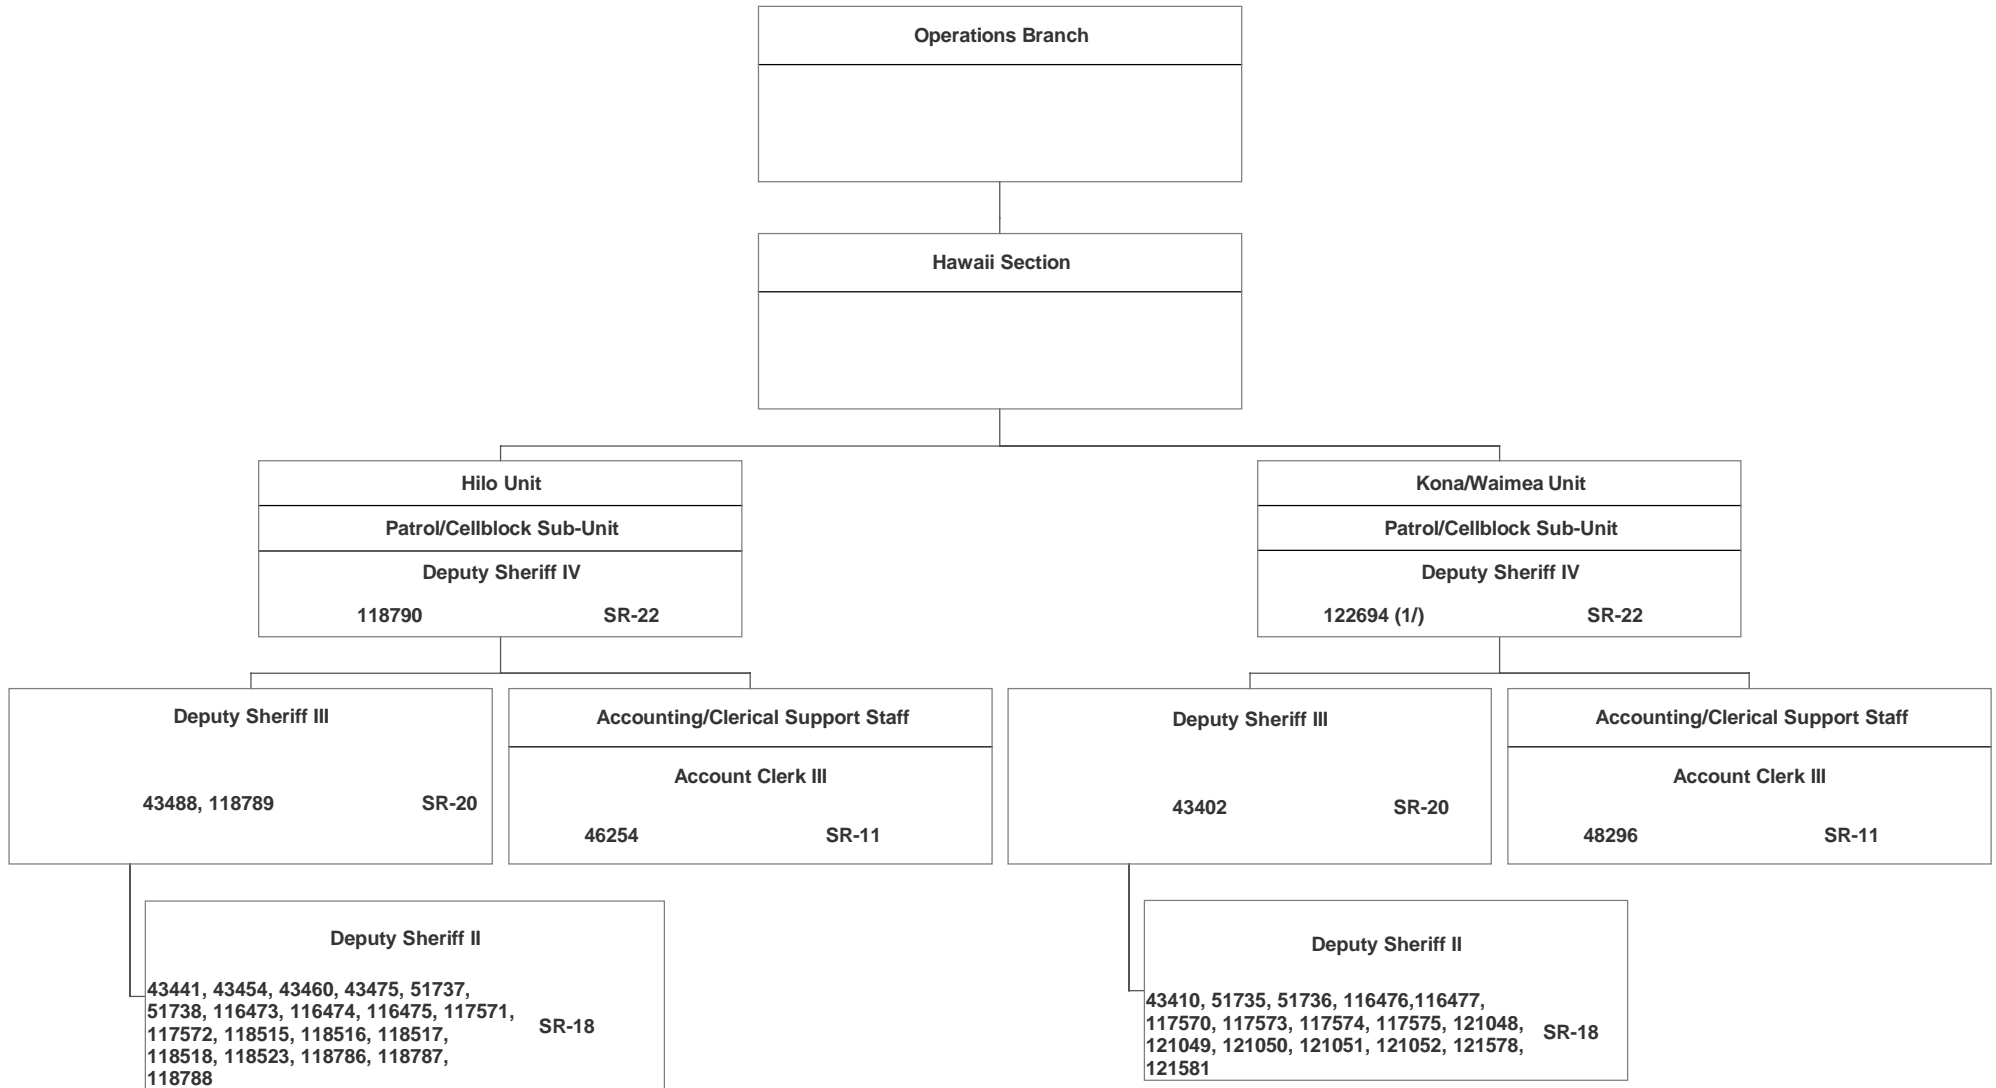 Operations Branch
Hawaii Section
Hilo Unit
Patrol/Cellblock Sub-Unit
Deputy Sheriff IV
118790 SR-22
Kona/Waimea Unit
Patrol/Cellblock Sub-Unit
Deputy Sheriff IV
122694 (1/) SR-22
Deputy Sheriff III
43488, 118789 SR-20
Accounting/Clerical Support Staff
Account Clerk III
46254 SR-11
Deputy Sheriff III
43402 SR-20
Accounting/Clerical Support Staff
Account Clerk III
48296 SR-11
Deputy Sheriff II
43441, 43454, 43460, 43475, 51737,
51738, 116473, 116474, 116475, 117571,
117572, 118515, 118516, 118517,
SR-18
118518, 118523, 118786, 118787,
118788
Deputy Sheriff II
43410, 51735, 51736, 116476,116477,
117570, 117573, 117574, 117575, 121048,
SR-18
121049, 121050, 121051, 121052, 121578,
121581